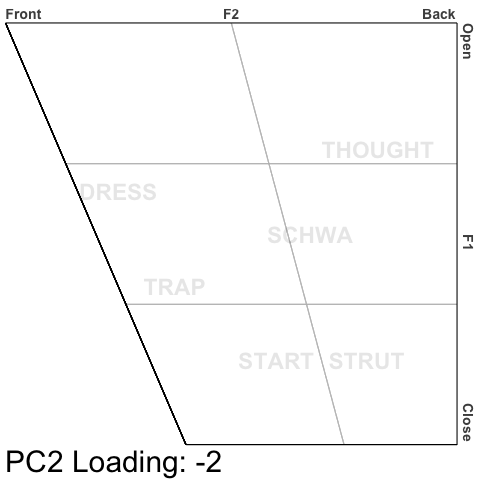 Front F2 Back
Open
THOUGHT
DRESS
SCHWA
F1
TRAP
START STRUT
Close
PC2 Loading: -2